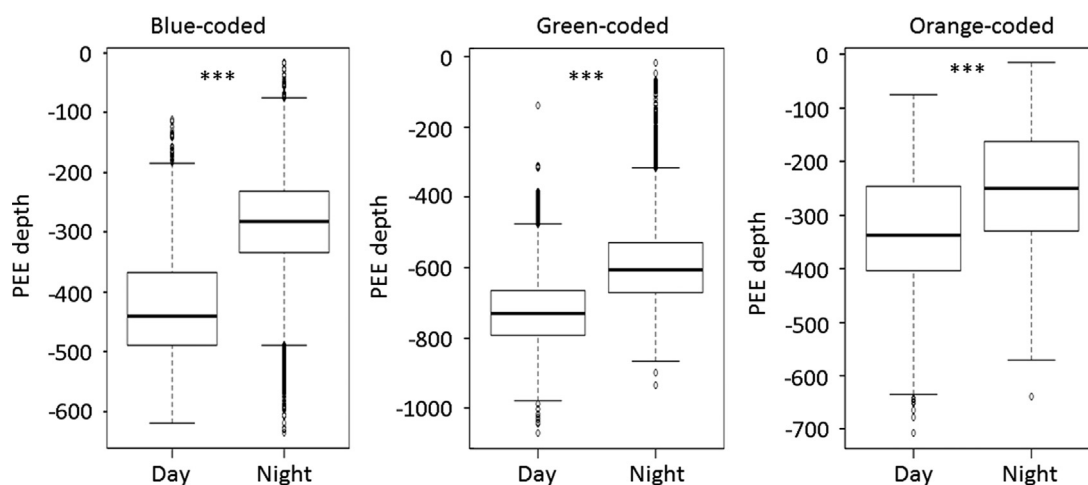 Blue-coded
Green-coded
Orange-coded
PEE depth
0
-100
-200
-300
-400
-500
-600
***
Day
Night
PEE depth
0
-200
-400
-600
-800
-1000
***
Day
Night
PEE depth
0
-100
-200
-300
-400
-500
-600
-700
***
Day
Night